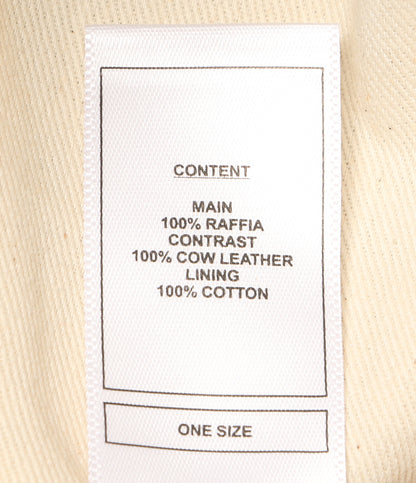 CONTENT
MAIN
100% RAFFIA
CONTRAST
100% COW LEATHER
LINING
100% COTTON
ONE SIZE